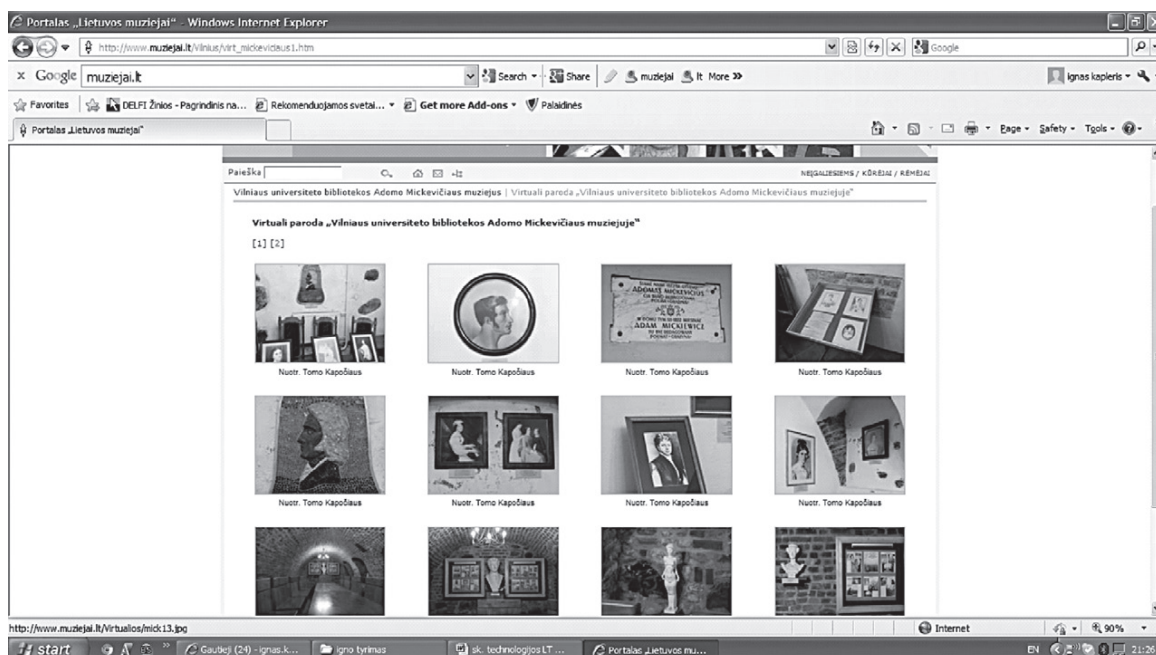 Portalas „Lietuvos muziejai“ - Windows Internet Explorer
http://www.muziejai.lt/vilnius/virt_mickeviciaus1.htm
Google
x Google muziejai.lt Search Share muziejai lt More » ignas kapleris
Favorites DELFI Žinios - Pagrindinis na... Rekomenduojamos svetai... Get more Add-ons Palaidinės
Portalas „Lietuvos muziejai“ Page Safety Tools
Paieška NEĮGALIESIEMS / KŪRĖJAI / RĖMĖJAI
Vilniaus universiteto bibliotekos Adomo Mickevičiaus muziejus | Virtuali paroda „Vilniaus universiteto bibliotekos Adomo Mickevičiaus muziejuje“
Virtuali paroda „Vilniaus universiteto bibliotekos Adomo Mickevičiaus muziejuje“
[1] [2]
ADOMAS MICKEVIČIUS
ADAM MICKIEWICZ
Nuotr. Tomo Kapočiaus Nuotr. Tomo Kapočiaus Nuotr. Tomo Kapočiaus Nuotr. Tomo Kapočiaus
Nuotr. Tomo Kapočiaus Nuotr. Tomo Kapočiaus Nuotr. Tomo Kapočiaus Nuotr. Tomo Kapočiaus
http://www.muziejai.lt/Virtualios/mick13.jpg Internet 90%
start Gautieji (24) - ignas.k... igno tyrimas sk. technologijos LT ... Portalas „Lietuvos mu... EN 21:26